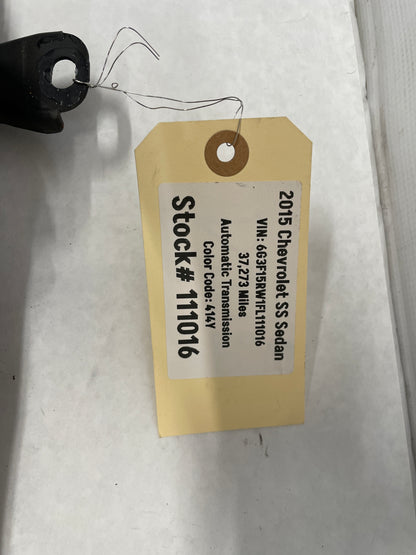 2015 Chevrolet SS Sedan
VIN: 6G3F15RW1FL111016
37,273 Miles
Automatic Transmission
Color Code: 414Y
Stock# 111016